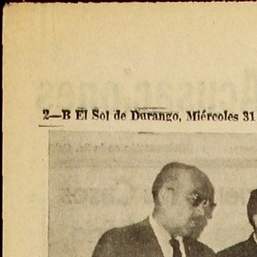 2—B El Sol de Durango, Miércoles 31